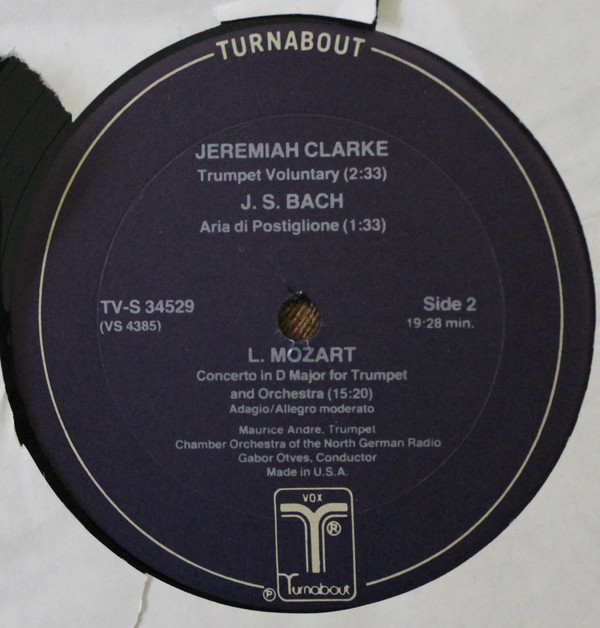 TURNABOUT
JEREMIAH CLARKE
Trumpet Voluntary (2:33)
J. S. BACH
Aria di Postiglione (1:33)
TV-S 34529
(VS 4385)
Side 2
19:28 min.
L. MOZART
Concerto in D Major for Trumpet
and Orchestra (15:20)
Adagio/Allegro moderato
Maurice Andre, Trumpet
Chamber Orchestra of the North German Radio
Gabor Otves, Conductor
Made in U.S.A.
VOX
®
Turnabout
℗